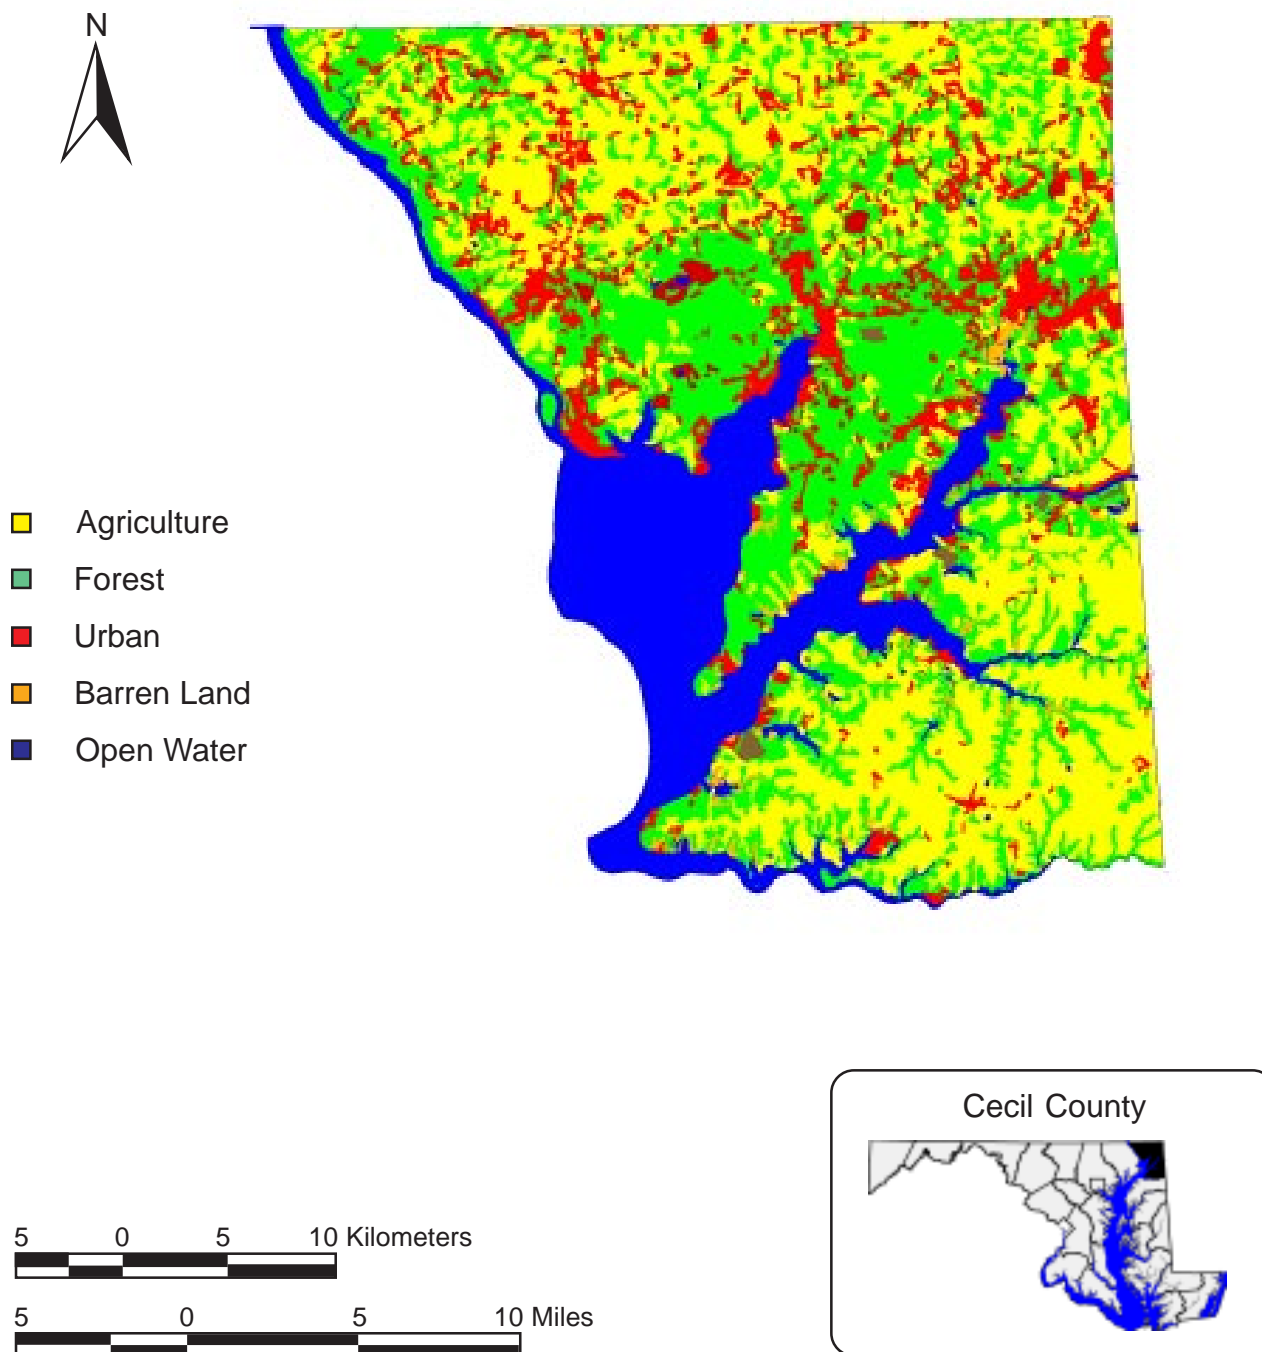 N
Agriculture
Forest
Urban
Barren Land
Open Water
Cecil County
5 0 5 10 Kilometers
5 0 5 10 Miles